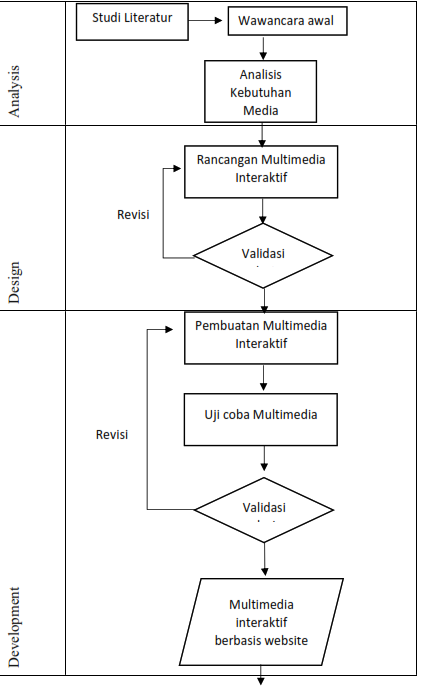 Analysis
Studi Literatur
Wawancara awal
Analisis
Kebutuhan
Media
Design
Rancangan Multimedia
Interaktif
Revisi
Validasi
Development
Pembuatan Multimedia
Interaktif
Uji coba Multimedia
Revisi
Validasi
Multimedia
interaktif
berbasis website